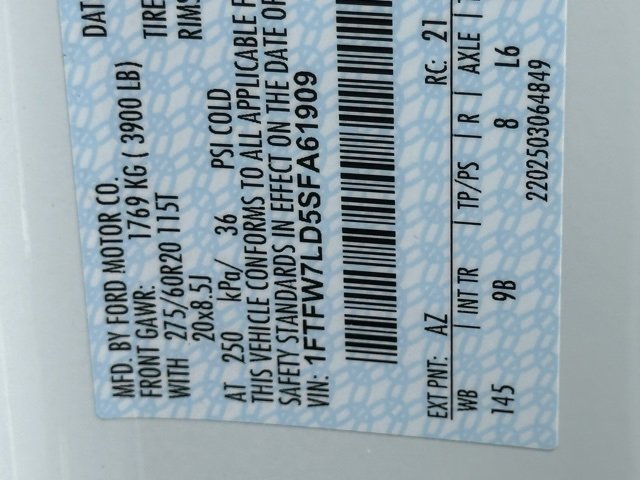 MFD. BY FORD MOTOR CO. DAT
FRONT GAWR: 1769 KG ( 3900 LB)
WITH 275/60R20 115T TIRE
20x8.5J RIMS
AT 250 kPa/ 36 PSI COLD
THIS VEHICLE CONFORMS TO ALL APPLICABLE F
SAFETY STANDARDS IN EFFECT ON THE DATE OF
VIN: 1FTFW7LD5SFA61909
EXT PNT: AZ RC: 21
WB | INT TR | TP/PS | R | AXLE |
145 9B 8 L6
2202503064849